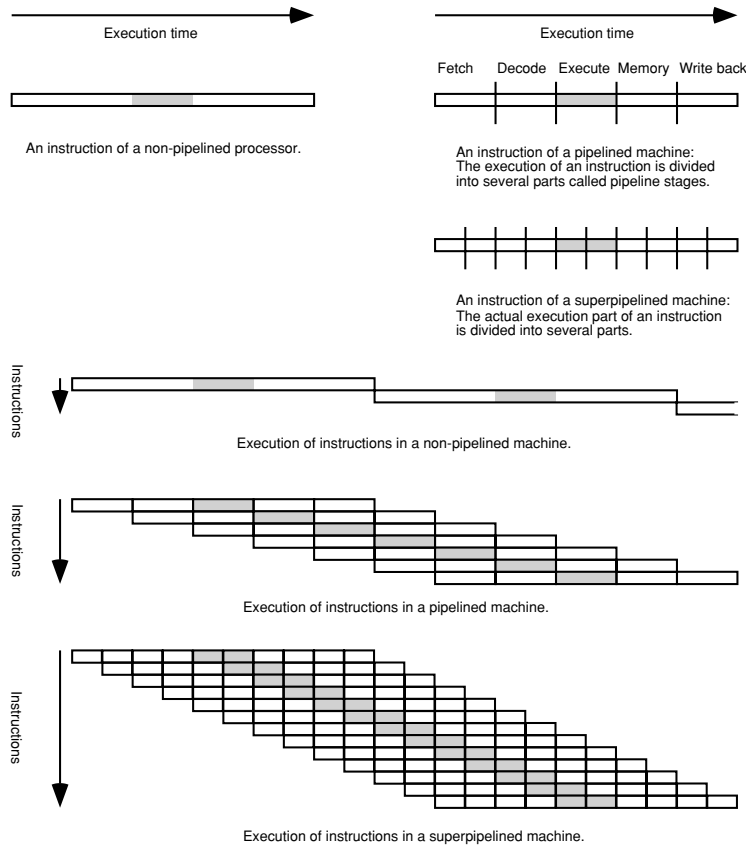 Execution time
Execution time
Fetch Decode Execute Memory Write back
An instruction of a non-pipelined processor.
An instruction of a pipelined machine:
The execution of an instruction is divided
into several parts called pipeline stages.
An instruction of a superpipelined machine:
The actual execution part of an instruction
is divided into several parts.
Instructions
Execution of instructions in a non-pipelined machine.
Instructions
Execution of instructions in a pipelined machine.
Instructions
Execution of instructions in a superpipelined machine.